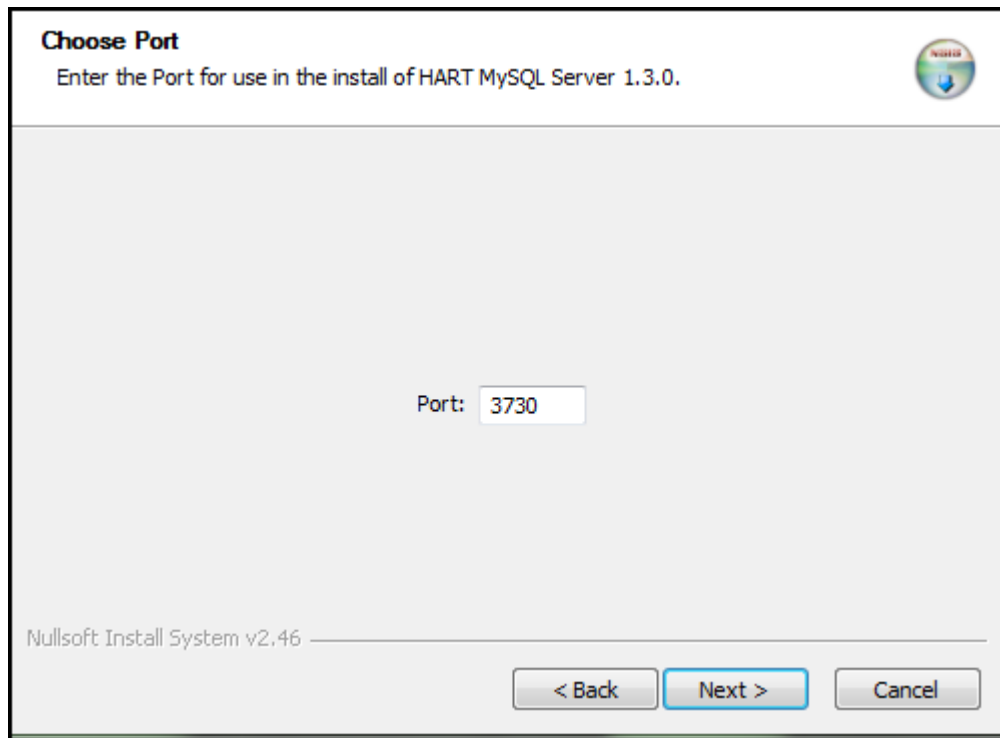 Choose Port
Enter the Port for use in the install of HART MySQL Server 1.3.0.
Port: 3730
Nullsoft Install System v2.46
< Back Next > Cancel